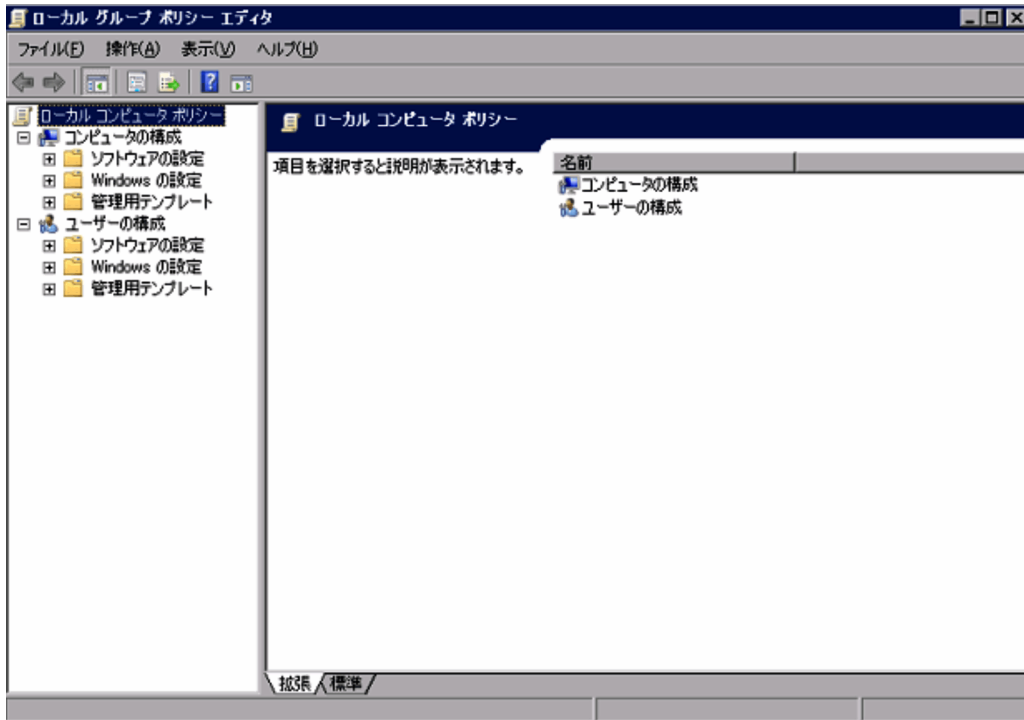 ローカル グループ ポリシー エディタ
ファイル(F) 操作(A) 表示(V) ヘルプ(H)
ローカル コンピュータ ポリシー
コンピュータの構成
ソフトウェアの設定
Windows の設定
管理用テンプレート
ユーザーの構成
ソフトウェアの設定
Windows の設定
管理用テンプレート
ローカル コンピュータ ポリシー
項目を選択すると説明が表示されます。
名前
コンピュータの構成
ユーザーの構成
拡張 標準